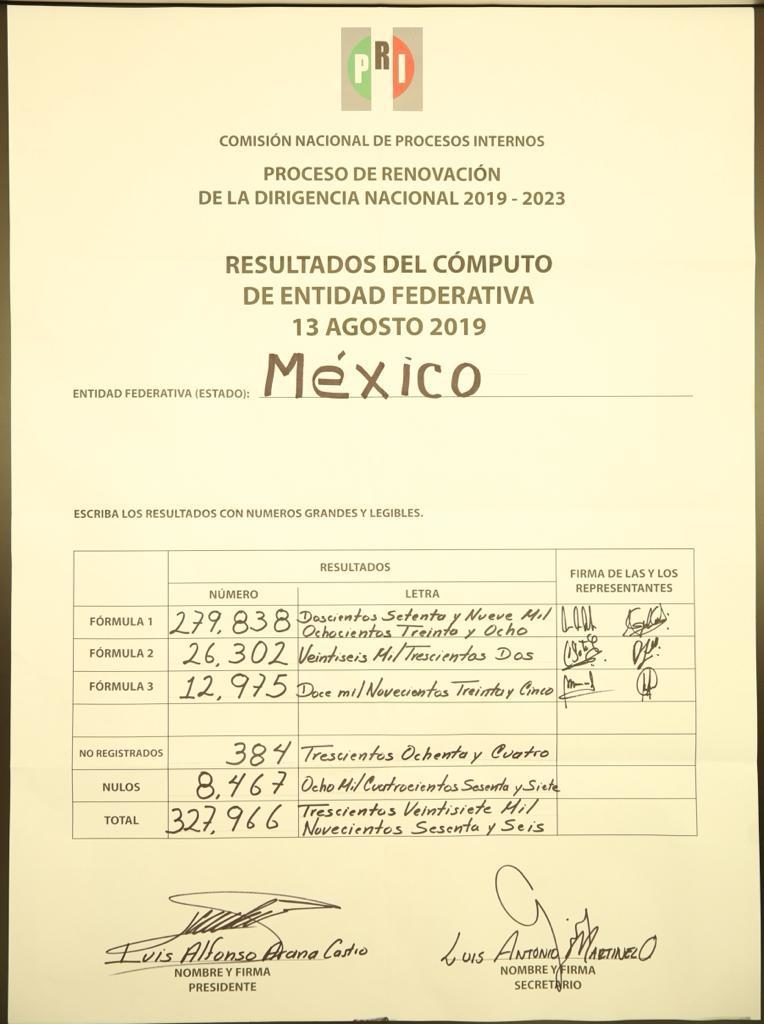 PRI
COMISIÓN NACIONAL DE PROCESOS INTERNOS
PROCESO DE RENOVACIÓN
DE LA DIRIGENCIA NACIONAL 2019 - 2023
RESULTADOS DEL CÓMPUTO
DE ENTIDAD FEDERATIVA
13 AGOSTO 2019
ENTIDAD FEDERATIVA (ESTADO): México
ESCRIBA LOS RESULTADOS CON NUMEROS GRANDES Y LEGIBLES.
RESULTADOS
FIRMA DE LAS Y LOS
REPRESENTANTES
NÚMERO LETRA
FÓRMULA 1 279,838 Doscientos Setenta y Nueve Mil
Ochocientos Treinta y Ocho
FÓRMULA 2 26,302 Veintiseis Mil Trescientos Dos
FÓRMULA 3 12,975 Doce mil Novecientos Treinta y Cinco
NO REGISTRADOS 384 Trescientos Ochenta y Cuatro
NULOS 8,467 Ocho Mil Cuatrocientos Sesenta y Siete
TOTAL 327,966 Trescientos Veintisiete Mil
Novecientos Sesenta y Seis
Luis Alfonso Arana Castro
NOMBRE Y FIRMA
PRESIDENTE
LUIS ANTONIO MARTINEZ O
NOMBRE Y FIRMA
SECRETARIO